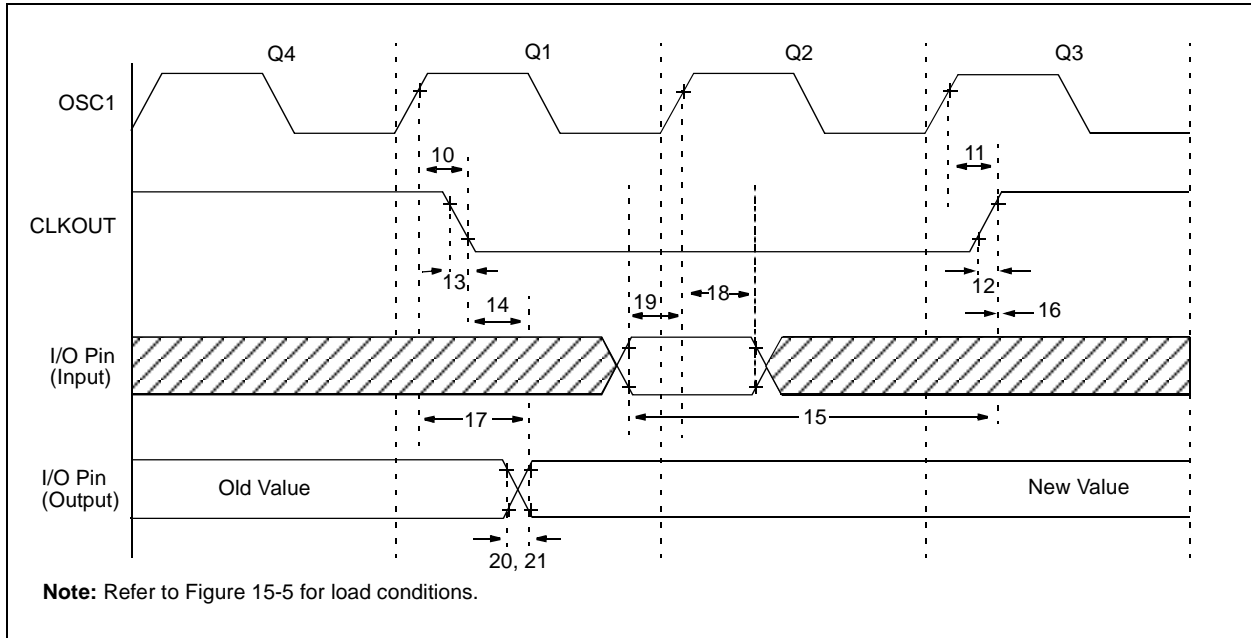 Q4 Q1 Q2 Q3
OSC1
10 11
CLKOUT
13 12
14 19 18 16
I/O Pin
(Input)
17 15
I/O Pin
(Output)
Old Value New Value
20, 21
Note: Refer to Figure 15-5 for load conditions.